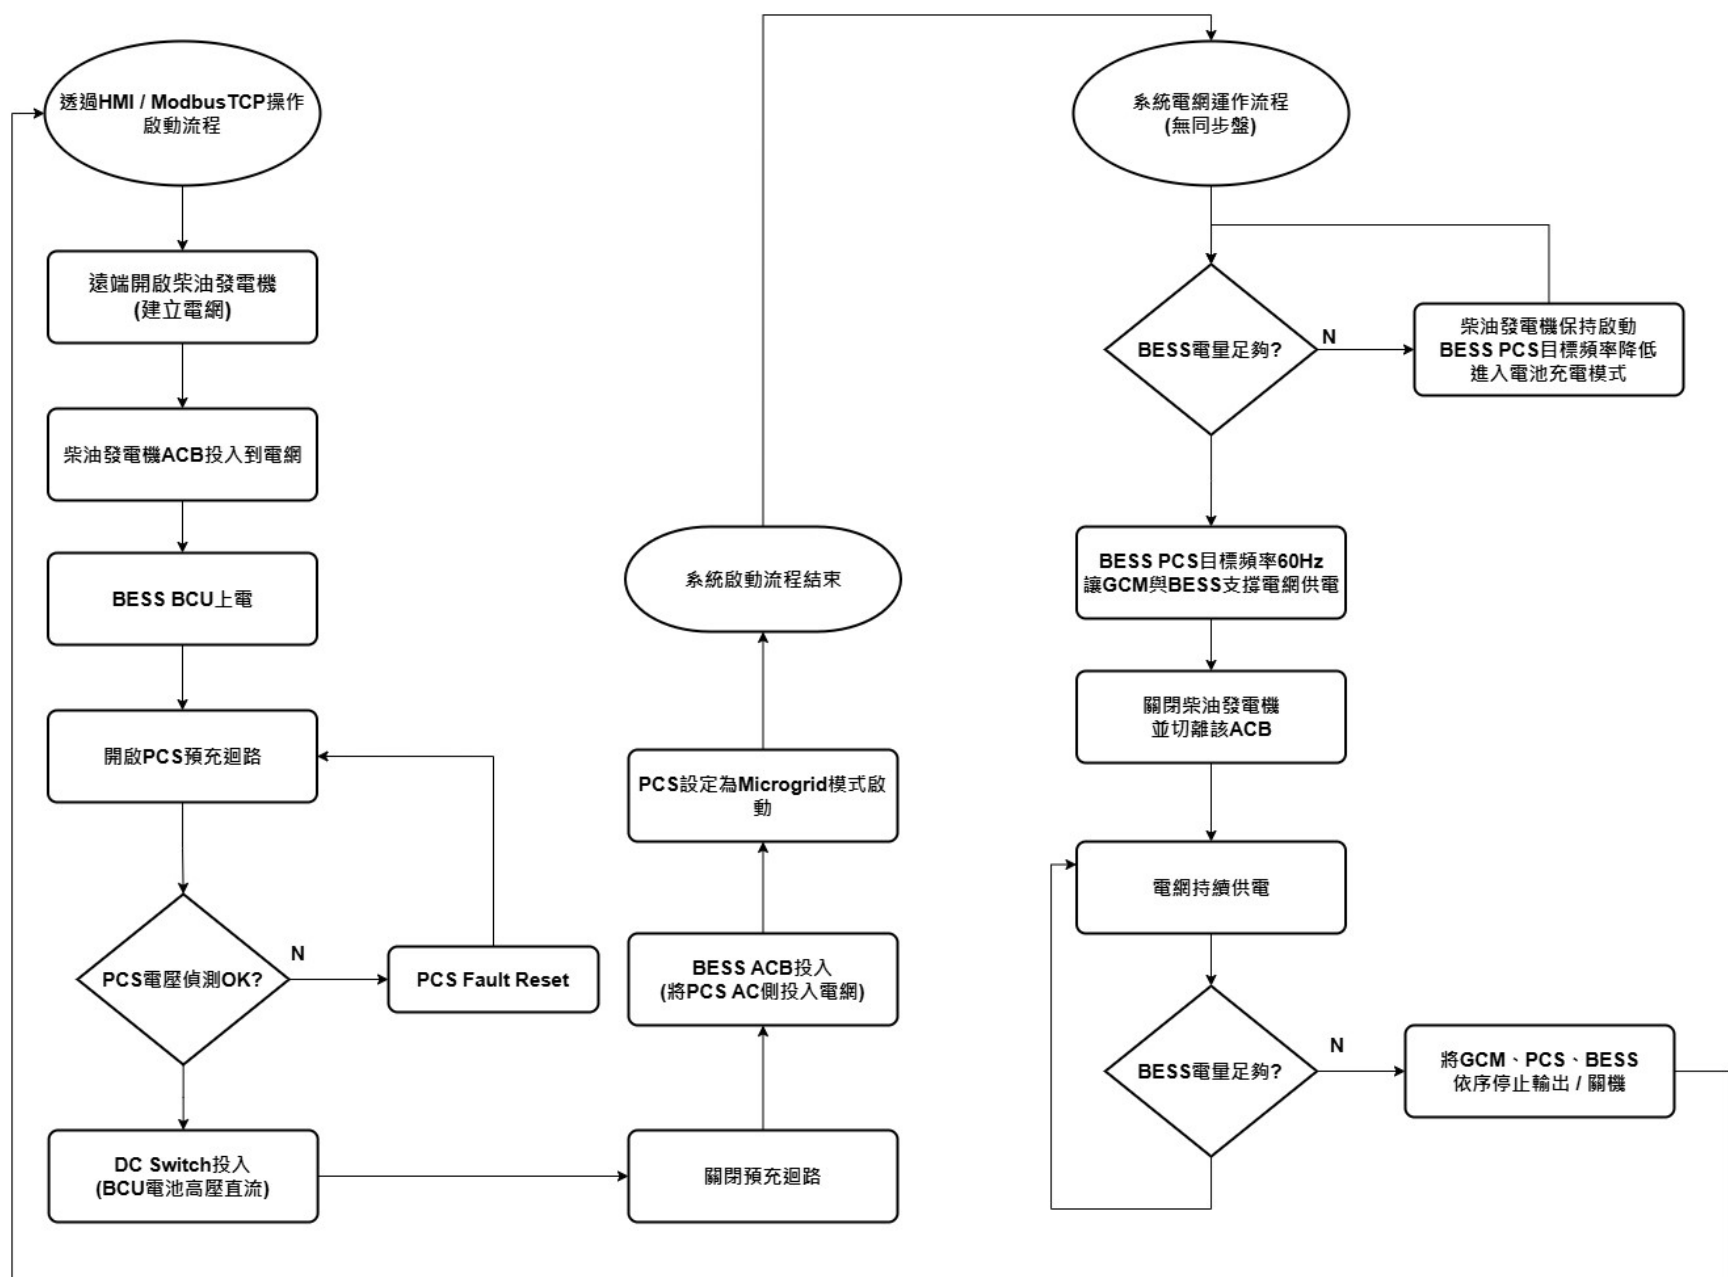 透過HMI / ModbusTCP操作
啟動流程
遠端開啟柴油發電機
(建立電網)
柴油發電機ACB投入到電網
BESS BCU上電
開啟PCS預充迴路
PCS電壓偵測OK?
N
PCS Fault Reset
DC Switch投入
(BCU電池高壓直流)
關閉預充迴路
BESS ACB投入
(將PCS AC側投入電網)
PCS設定為Microgrid模式啟
動
系統啟動流程結束
系統電網運作流程
(無同步盤)
BESS電量足夠?
N
柴油發電機保持啟動
BESS PCS目標頻率降低
進入電池充電模式
BESS PCS目標頻率60Hz
讓GCM與BESS支撐電網供電
關閉柴油發電機
並切離該ACB
電網持續供電
BESS電量足夠?
N
將GCM、PCS、BESS
依序停止輸出 / 關機